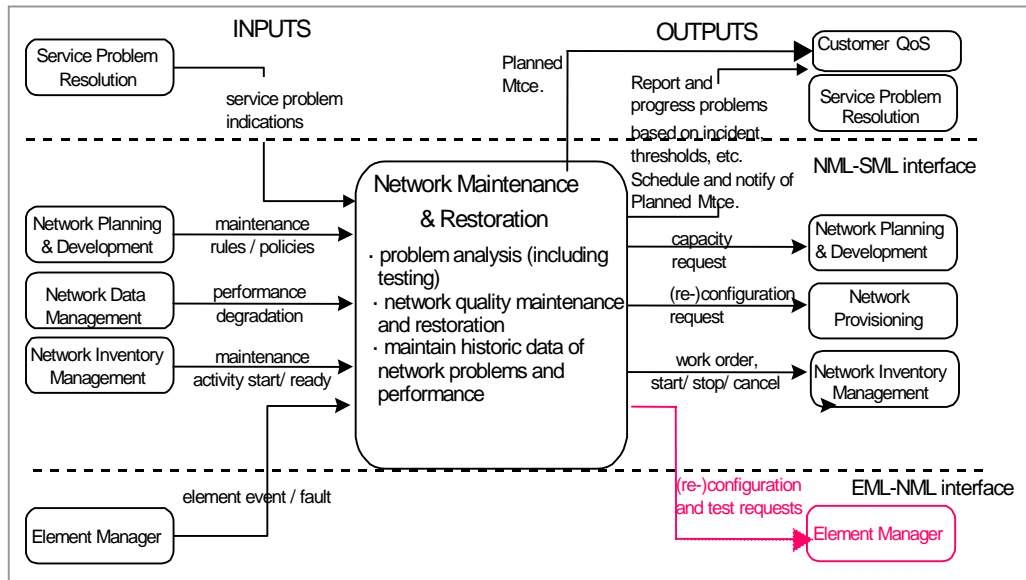 INPUTS
OUTPUTS
Service Problem
Resolution
service problem
indications
Planned
Mtce.
Customer QoS
Report and
progress problems
based on incident,
thresholds, etc.
Schedule and notify of
Planned Mtce.
Service Problem
Resolution
NML-SML interface
Network Maintenance
& Restoration
· problem analysis (including
testing)
· network quality maintenance
and restoration
· maintain historic data of
network problems and
performance
Network Planning
& Development
maintenance
rules / policies
capacity
request
Network Planning
& Development
Network Data
Management
performance
degradation
(re-)configuration
request
Network
Provisioning
Network Inventory
Management
maintenance
activity start/ ready
work order,
start/ stop/ cancel
Network Inventory
Management
element event / fault
(re-)configuration
and test requests
EML-NML interface
Element Manager
Element Manager